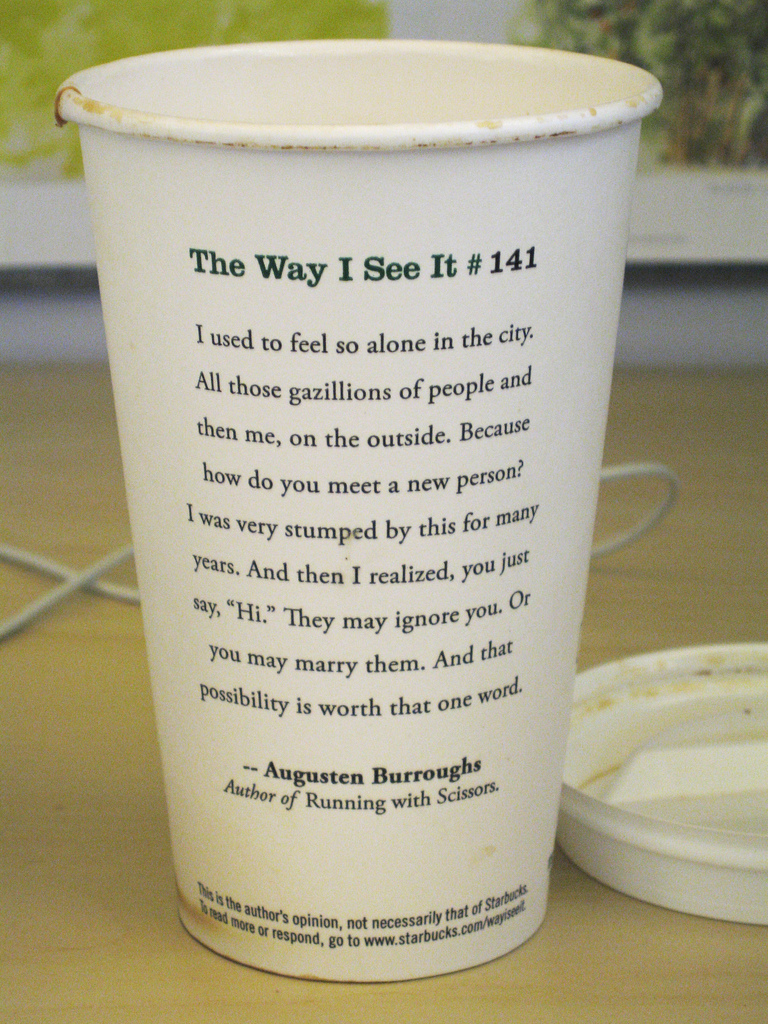 The Way I See It # 141
I used to feel so alone in the city.
All those gazillions of people and
then me, on the outside. Because
how do you meet a new person?
I was very stumped by this for many
years. And then I realized, you just
say, “Hi.” They may ignore you. Or
you may marry them. And that
possibility is worth that one word.
-- Augusten Burroughs
Author of Running with Scissors.
This is the author's opinion, not necessarily that of Starbucks.
To read more or respond, go to www.starbucks.com/wayiseeit.